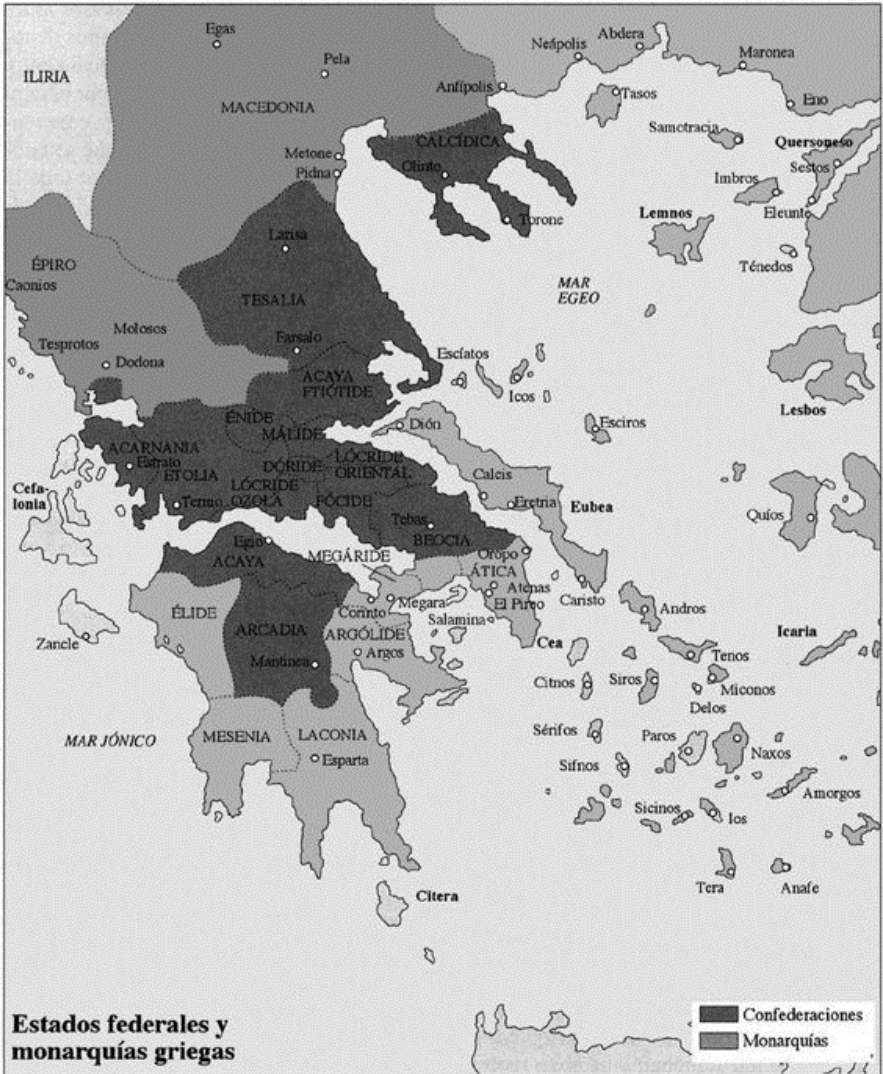 Egas
Pela
ILIRIA
MACEDONIA
Neápolis
Abdera
Maronea
Anfípolis
Tasos
Eno
Samotracia
Quersoneso
Sestos
CALCÍDICA
Metone
Olinto
Pidna
Imbros
Eleunte
Torone
Lemnos
Larisa
Ténedos
ÉPIRO
Caonios
MAR
EGEO
TESALIA
Molosos
Tesprotos
Dodona
Farsalo
Escíatos
ACAYA
FTIÓTIDE
Icos
Lesbos
ÉNIDE
Dión
Esciros
MÁLIDE
ACARNANIA
Estrato
ETOLIA
DÓRIDE
LÓCRIDE
ORIENTAL
LÓCRIDE
OZOLA
Calcis
Cefa-
lonia
Termo
FÓCIDE
Eretria
Eubea
Quíos
Tebas
BEOCIA
Egio
ACAYA
MEGÁRIDE
Oropo
ÁTICA
Atenas
El Pireo
Caristo
Megara
Corinto
Salamina
Andros
ÉLIDE
ARCADIA
ARGÓLIDE
Argos
Zancle
Mantinea
Cea
Icaria
Tenos
Citnos
Siros
Miconos
Delos
MAR JÓNICO
MESENIA
LACONIA
Esparta
Sérifos
Paros
Naxos
Sifnos
Amorgos
Sicinos
Ios
Tera
Anafe
Citera
Estados federales y
monarquías griegas
Confederaciones
Monarquías